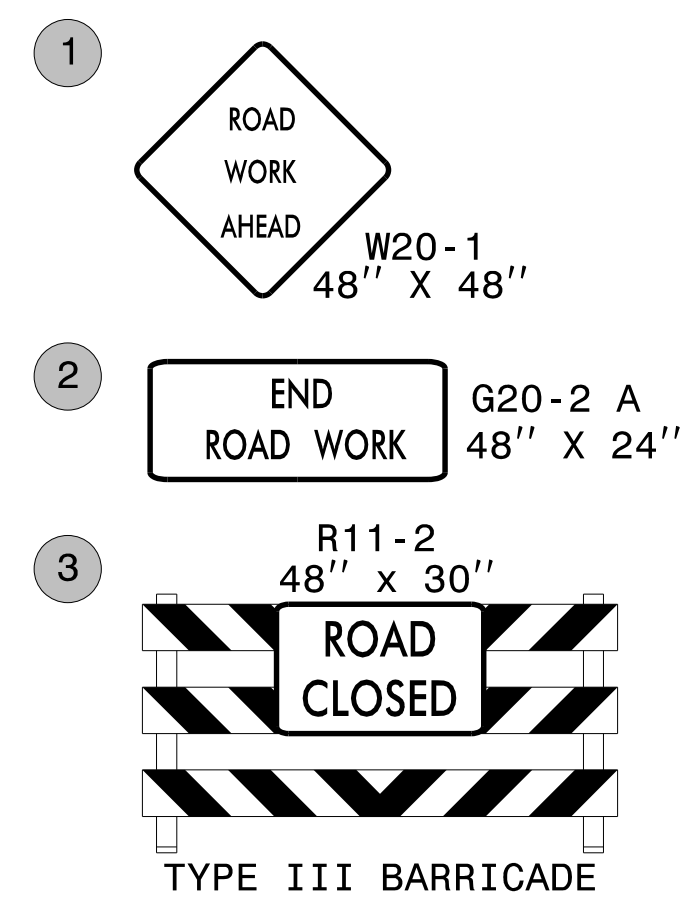 1
ROAD
WORK
AHEAD
W20-1
48'' X 48''
2
END
ROAD WORK
G20-2 A
48'' X 24''
3
R11-2
48'' x 30''
ROAD
CLOSED
TYPE III BARRICADE